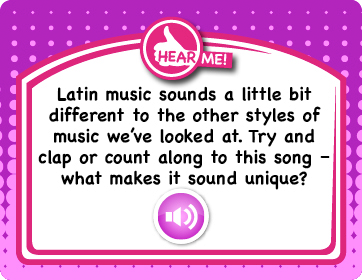 HEAR ME!
Latin music sounds a little bit
different to the other styles of
music we've looked at. Try and
clap or count along to this song –
what makes it sound unique?